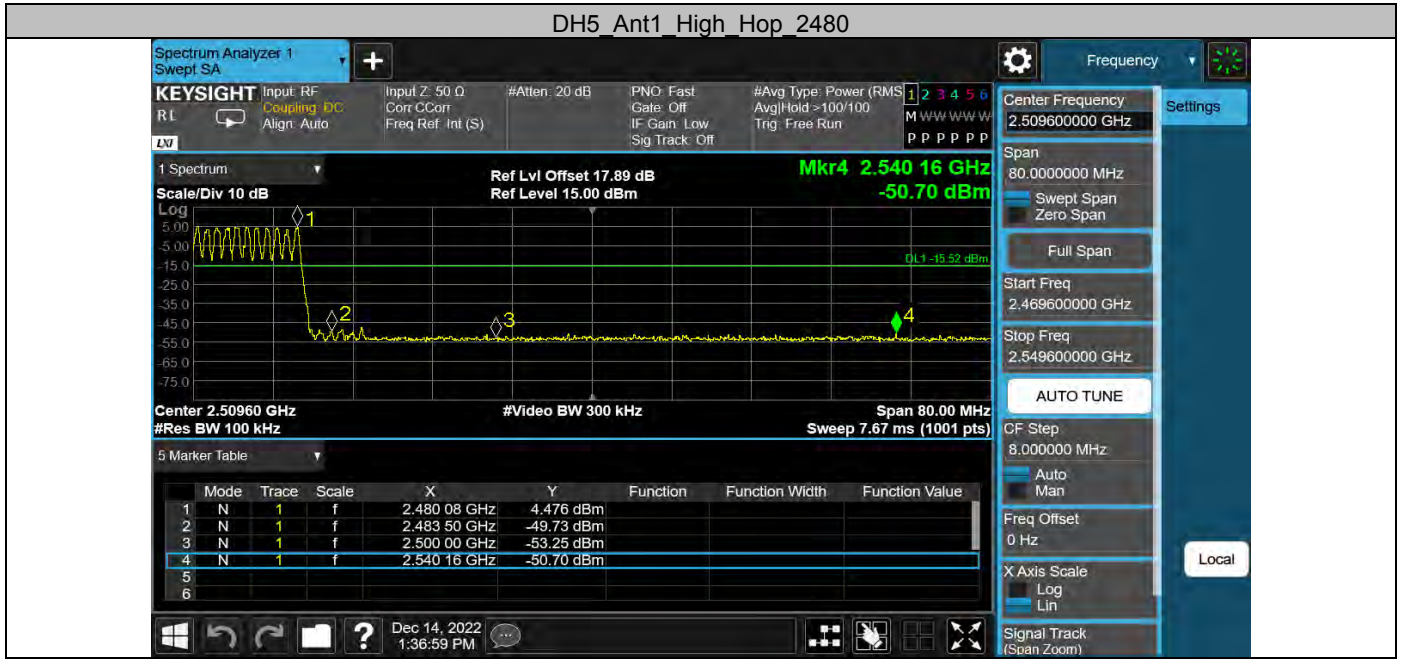 DH5_Ant1_High_Hop_2480
Spectrum Analyzer 1
Swept SA
+
Frequency
KEYSIGHT
RL
LXI
Input: RF
Coupling: DC
Align: Auto
Input Z: 50 Ω
Corr CCorr
Freq Ref: Int (S)
#Atten: 20 dB
PNO: Fast
Gate: Off
IF Gain: Low
Sig Track: Off
#Avg Type: Power (RMS
Avg|Hold >100/100
Trig: Free Run
1 2 3 4 5 6
M W W W W W
P P P P P P
1 Spectrum
Scale/Div 10 dB
Ref Lvl Offset 17.89 dB
Ref Level 15.00 dBm
Mkr4 2.540 16 GHz
-50.70 dBm
Log
5.00
-5.00
-15.0
-25.0
-35.0
-45.0
-55.0
-65.0
-75.0
1
2
3
4
DL1 -15.52 dBm
Center 2.50960 GHz
#Video BW 300 kHz
Span 80.00 MHz
#Res BW 100 kHz
Sweep 7.67 ms (1001 pts)
5 Marker Table
Mode Trace Scale X Y Function Function Width Function Value
1 N 1 f 2.480 08 GHz 4.476 dBm
2 N 1 f 2.483 50 GHz -49.73 dBm
3 N 1 f 2.500 00 GHz -53.25 dBm
4 N 1 f 2.540 16 GHz -50.70 dBm
5
6
Center Frequency
2.509600000 GHz
Settings
Span
80.0000000 MHz
Swept Span
Zero Span
Full Span
Start Freq
2.469600000 GHz
Stop Freq
2.549600000 GHz
AUTO TUNE
CF Step
8.000000 MHz
Auto
Man
Freq Offset
0 Hz
X Axis Scale
Log
Lin
Local
Signal Track
(Span Zoom)
?
Dec 14, 2022
1:36:59 PM